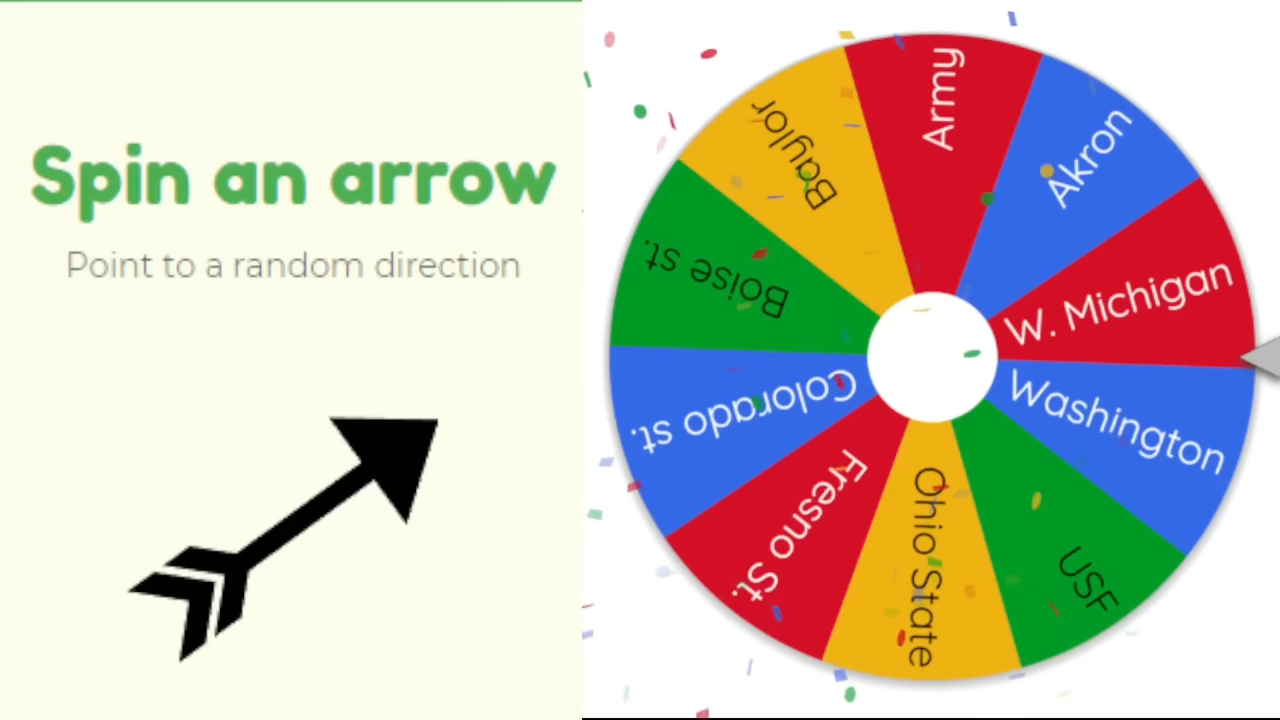 Spin an arrow
Point to a random direction
Army
Akron
W. Michigan
Washington
USF
Ohio State
Fresno St.
Colorado st.
Boise st.
Baylor